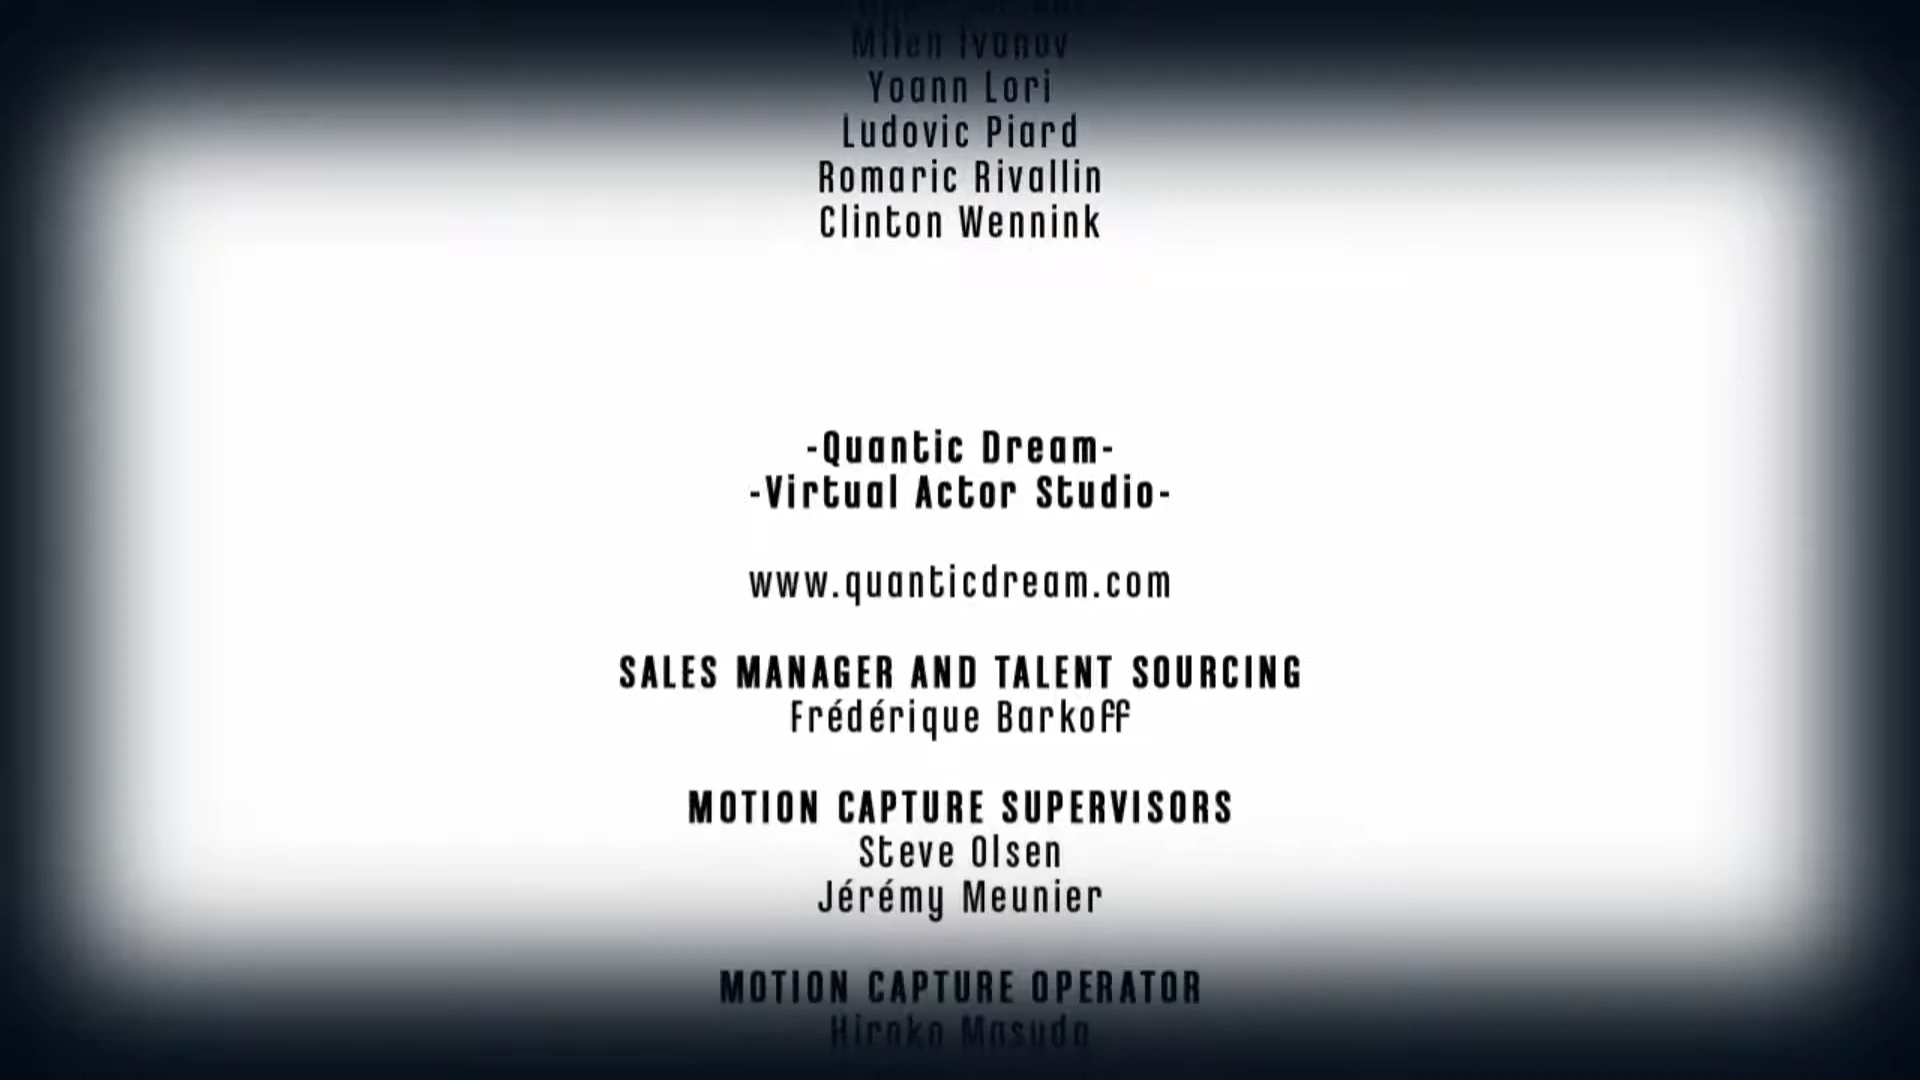 Milen Ivanov
Yoann Lori
Ludovic Piard
Romaric Rivallin
Clinton Wennink
-Quantic Dream-
-Virtual Actor Studio-
www.quanticdream.com
SALES MANAGER AND TALENT SOURCING
Frédérique Barkoff
MOTION CAPTURE SUPERVISORS
Steve Olsen
Jérémy Meunier
MOTION CAPTURE OPERATOR
Hiroko Masuda